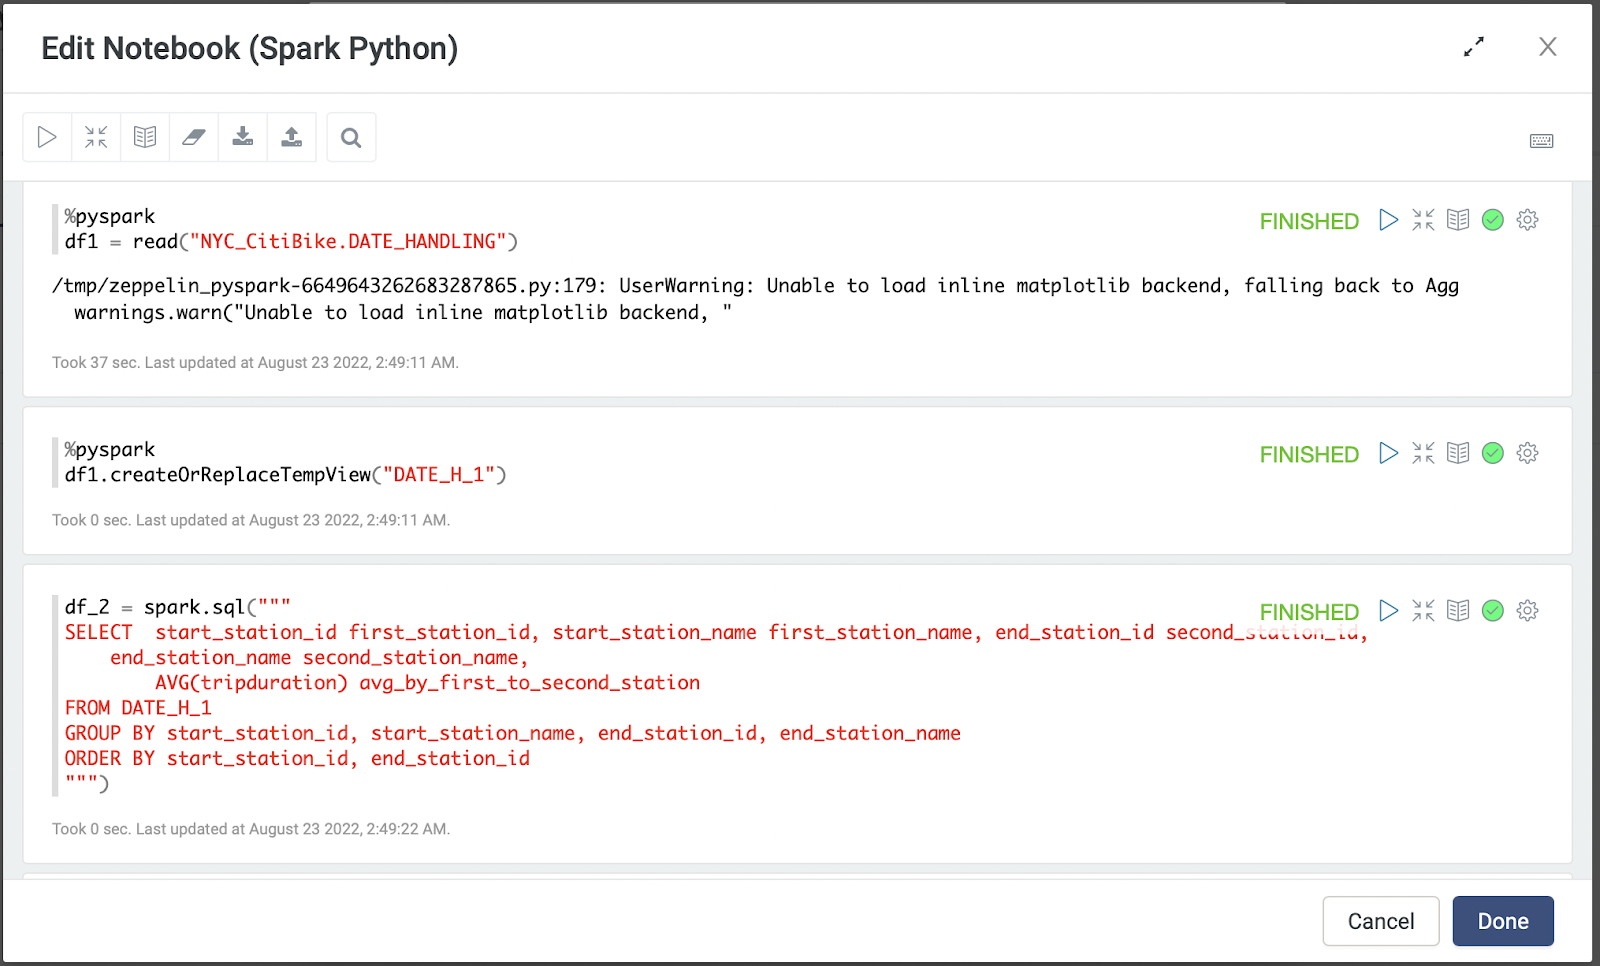 Edit Notebook (Spark Python)
%pyspark
FINISHED
df1 = read("NYC_CitiBike.DATE_HANDLING")
/tmp/zeppelin_pyspark-6649643262683287865.py:179: UserWarning: Unable to load inline matplotlib backend, falling back to Agg
warnings.warn("Unable to load inline matplotlib backend, "
Took 37 sec. Last updated at August 23 2022, 2:49:11 AM.
%pyspark
FINISHED
df1.createOrReplaceTempView("DATE_H_1")
Took 0 sec. Last updated at August 23 2022, 2:49:11 AM.
df_2 = spark.sql("""
FINISHED
SELECT  start_station_id first_station_id, start_station_name first_station_name, end_station_id second_station_id,
    end_station_name second_station_name,
        AVG(tripduration) avg_by_first_to_second_station
FROM DATE_H_1
GROUP BY start_station_id, start_station_name, end_station_id, end_station_name
ORDER BY start_station_id, end_station_id
""")
Took 0 sec. Last updated at August 23 2022, 2:49:22 AM.
Cancel
Done